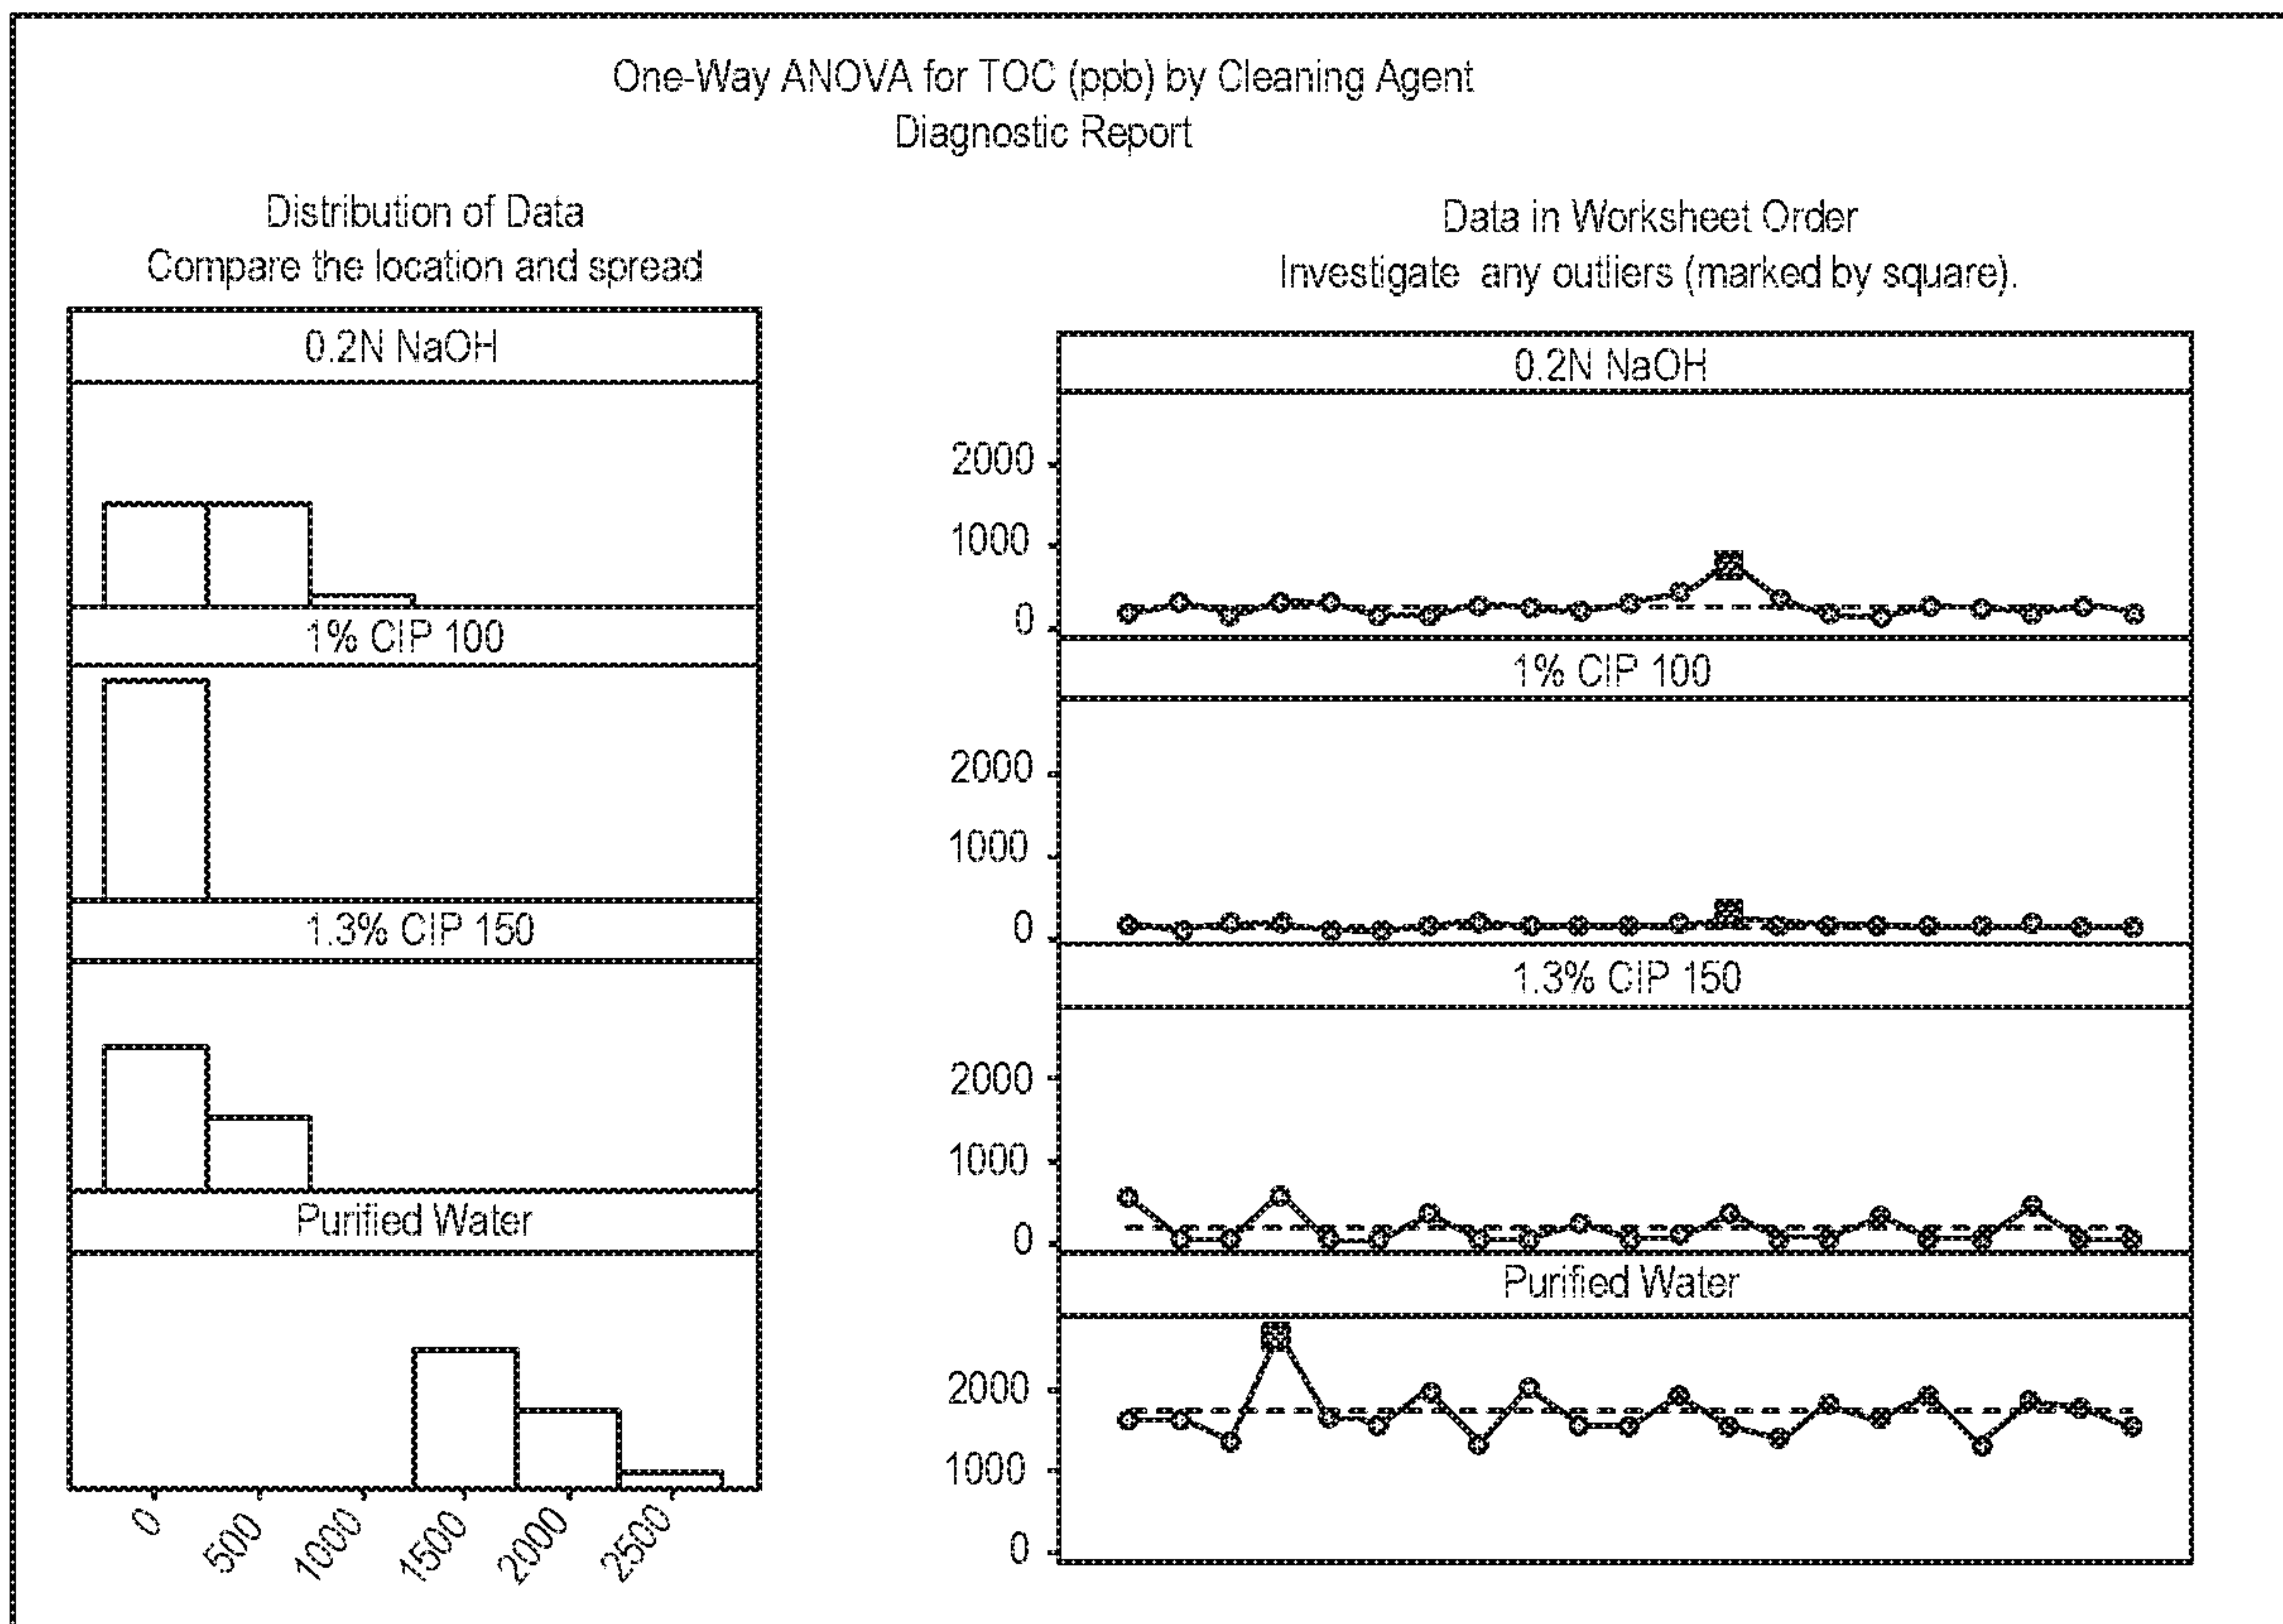 One-Way ANOVA for TOC (ppb) by Cleaning Agent
Diagnostic Report
Distribution of Data
Compare the location and spread
0.2N NaOH
1% CIP 100
1.3% CIP 150
Purified Water
0
500
1000
1500
2000
2500
Data in Worksheet Order
Investigate any outliers (marked by square).
0.2N NaOH
2000
1000
0
1% CIP 100
2000
1000
0
1.3% CIP 150
2000
1000
0
Purified Water
2000
1000
0